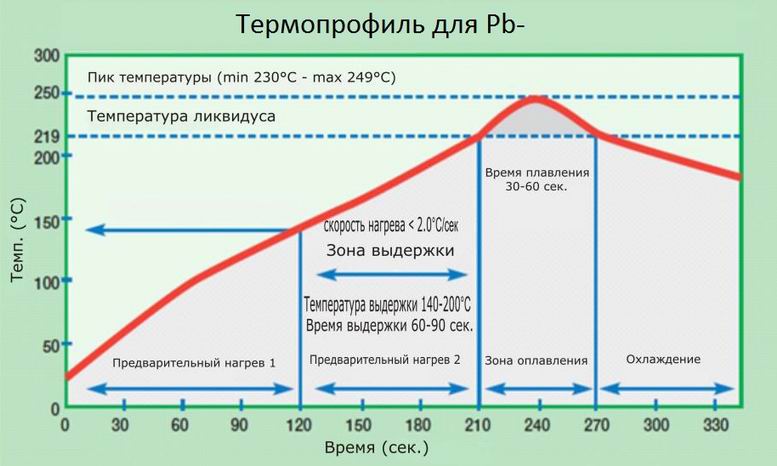 Термопрофиль для Pb-
300
Пик температуры (min 230°C - max 249°C)
250
Температура ликвидуса
219
200
Время плавления
30-60 сек.
150
скорость нагрева < 2.0°C/сек
Зона выдержки
Темп. (°C)
100
Температура выдержки 140-200°C
Время выдержки 60-90 сек.
50
Предварительный нагрев 1
Предварительный нагрев 2
Зона оплавления
Охлаждение
0
0 30 60 90 120 150 180 210 240 270 300 330
Время (сек.)